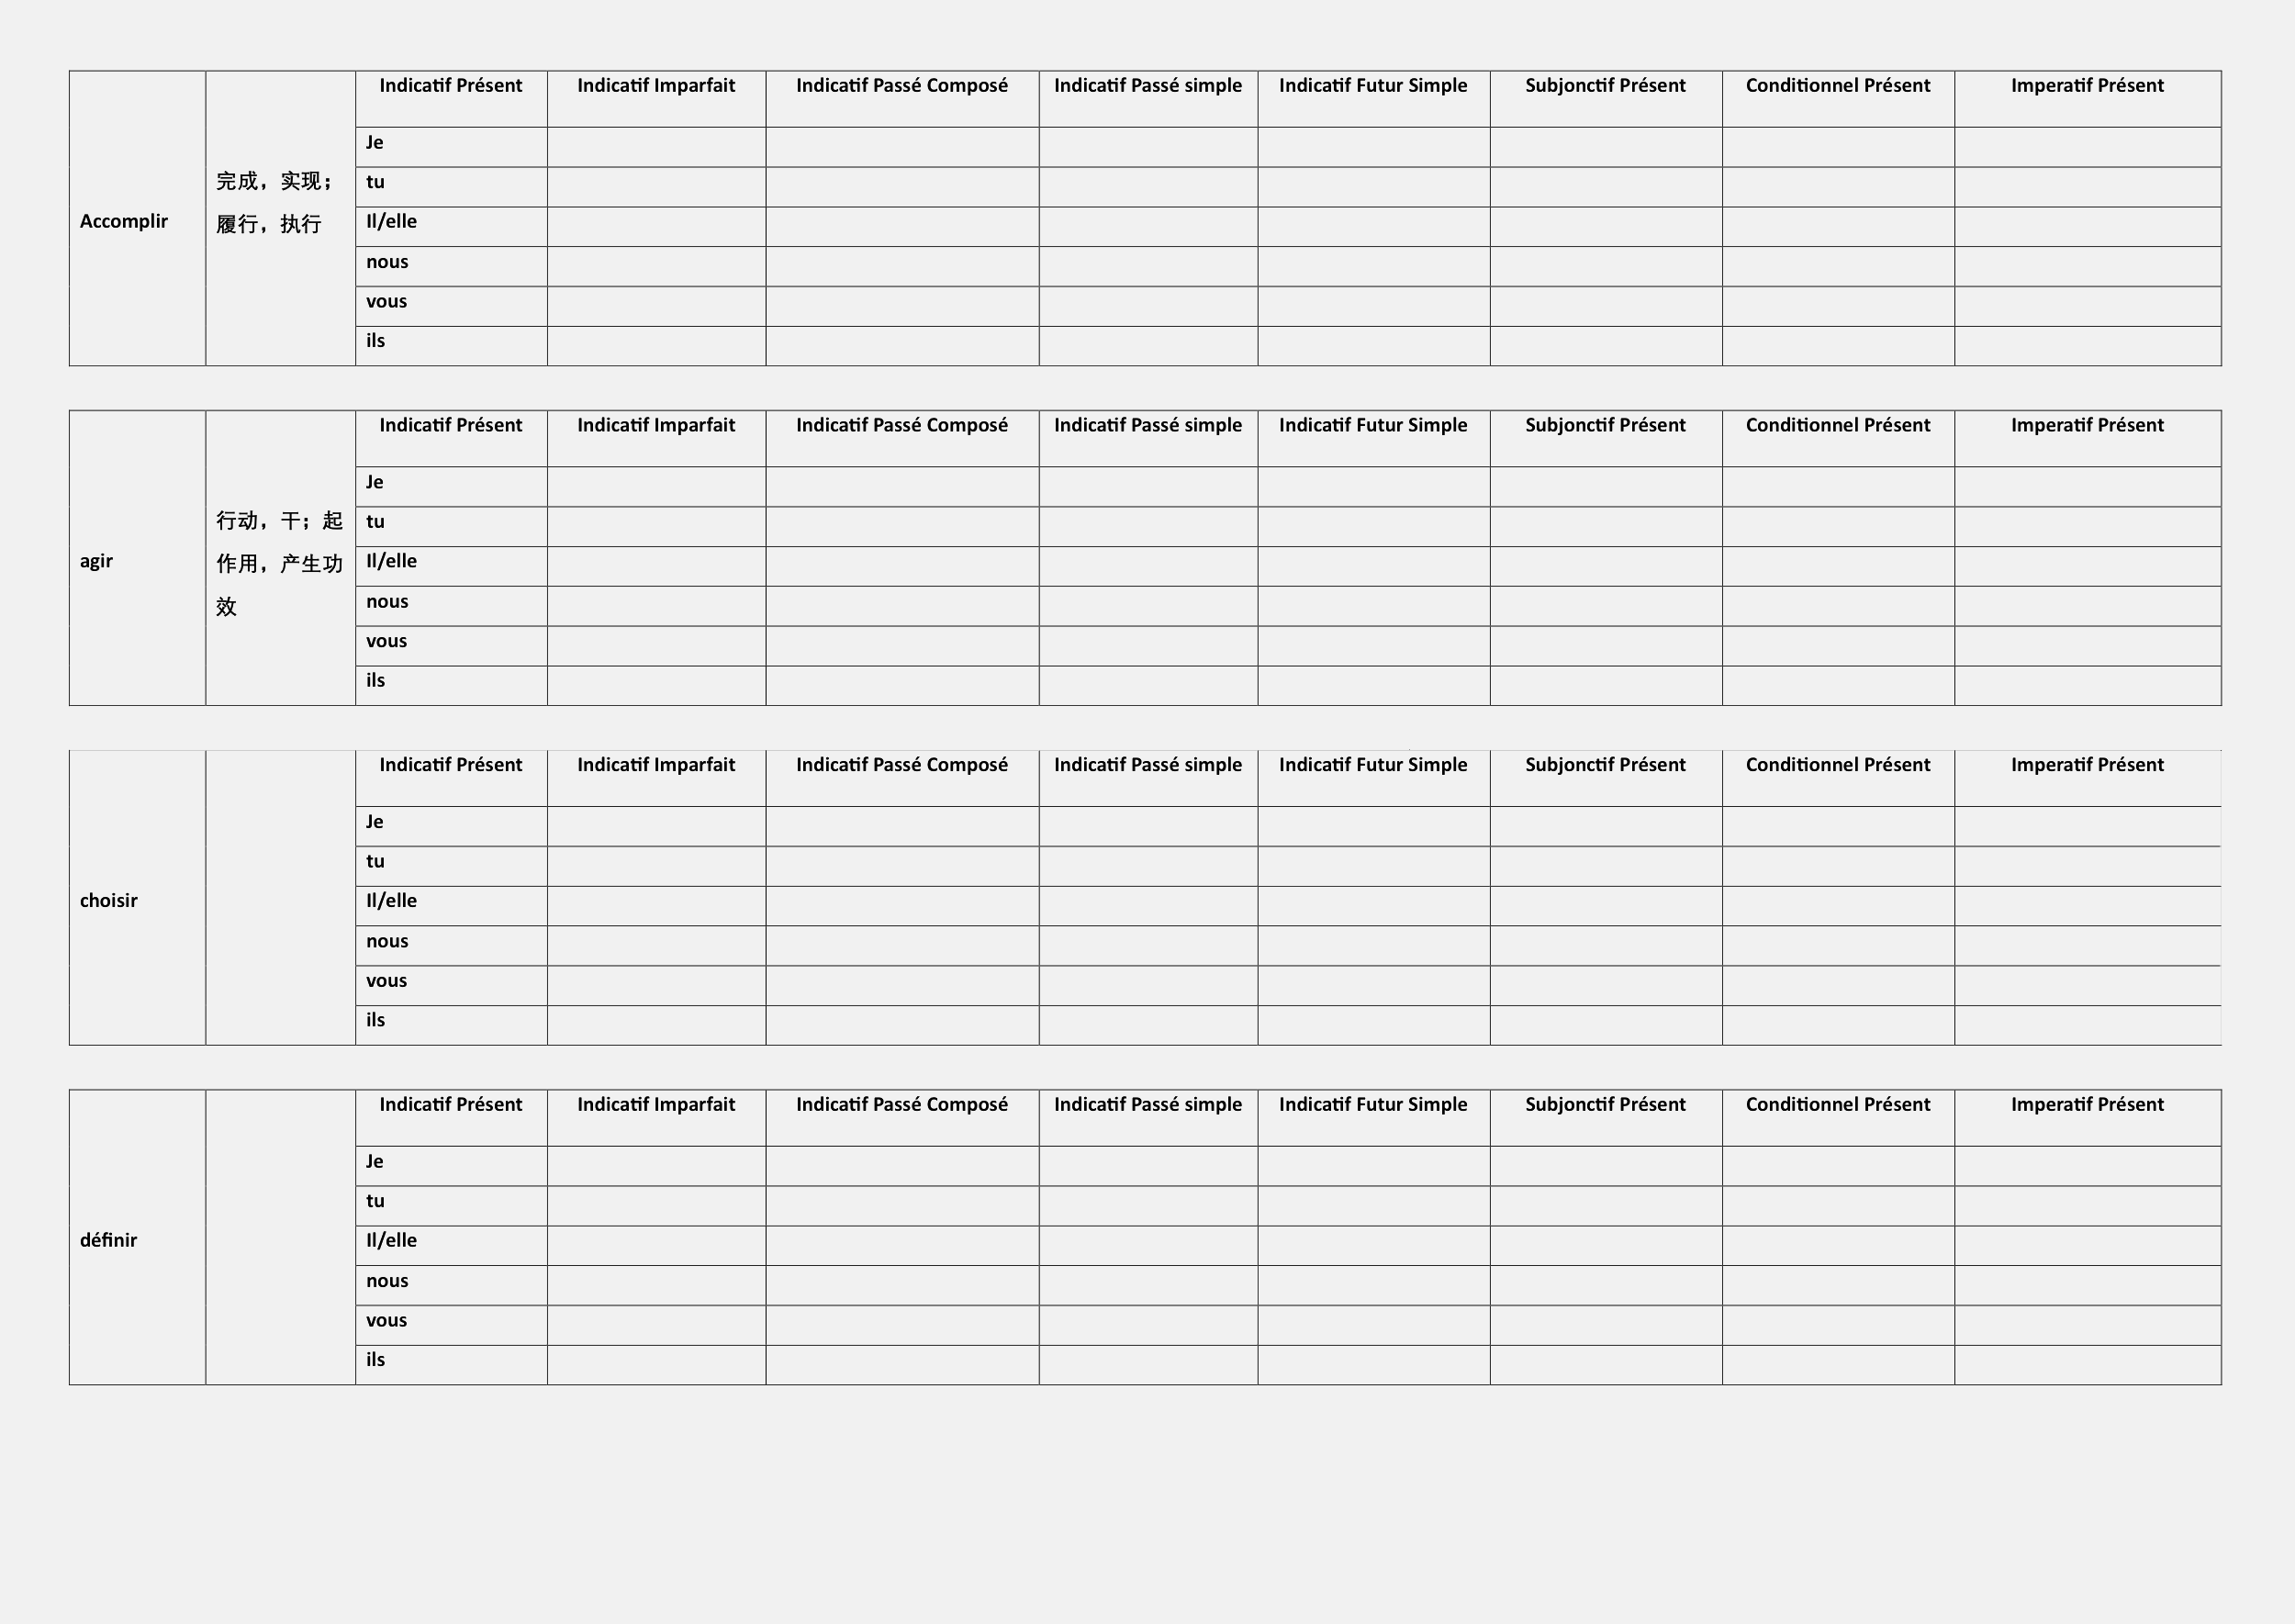 Indicatif Présent Indicatif Imparfait Indicatif Passé Composé Indicatif Passé simple Indicatif Futur Simple Subjonctif Présent Conditionnel Présent Imperatif Présent
Je
完成，实现； tu
Accomplir 履行，执行 Il/elle
nous
vous
ils
Indicatif Présent Indicatif Imparfait Indicatif Passé Composé Indicatif Passé simple Indicatif Futur Simple Subjonctif Présent Conditionnel Présent Imperatif Présent
Je
行动，干；起 tu
agir 作用，产生功 Il/elle
效 nous
vous
ils
Indicatif Présent Indicatif Imparfait Indicatif Passé Composé Indicatif Passé simple Indicatif Futur Simple Subjonctif Présent Conditionnel Présent Imperatif Présent
Je
tu
choisir Il/elle
nous
vous
ils
Indicatif Présent Indicatif Imparfait Indicatif Passé Composé Indicatif Passé simple Indicatif Futur Simple Subjonctif Présent Conditionnel Présent Imperatif Présent
Je
tu
définir Il/elle
nous
vous
ils